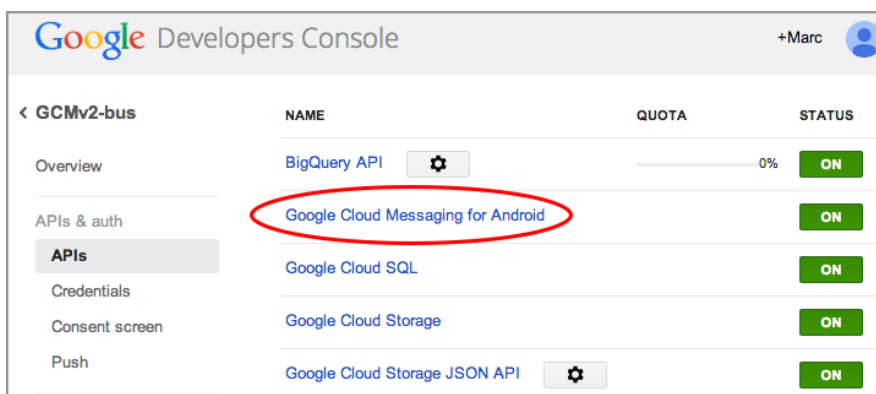 Google Developers Console
+Marc
< GCMv2-bus
NAME QUOTA STATUS
Overview
BigQuery API 0% ON
APIs & auth
Google Cloud Messaging for Android ON
APIs
Google Cloud SQL ON
Credentials
Consent screen
Google Cloud Storage ON
Push
Google Cloud Storage JSON API ON